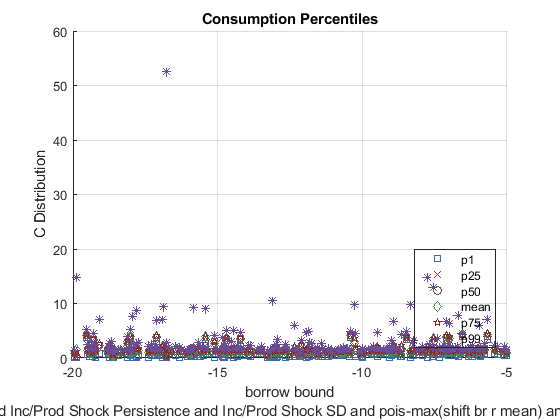 Consumption Percentiles
60
50
40
30
20
10
0
C Distribution
-20
-15
-10
-5
p1
p25
p50
mean
p75
p99
borrow bound
d Inc/Prod Shock Persistence and Inc/Prod Shock SD and pois-max(shift br r mean) a